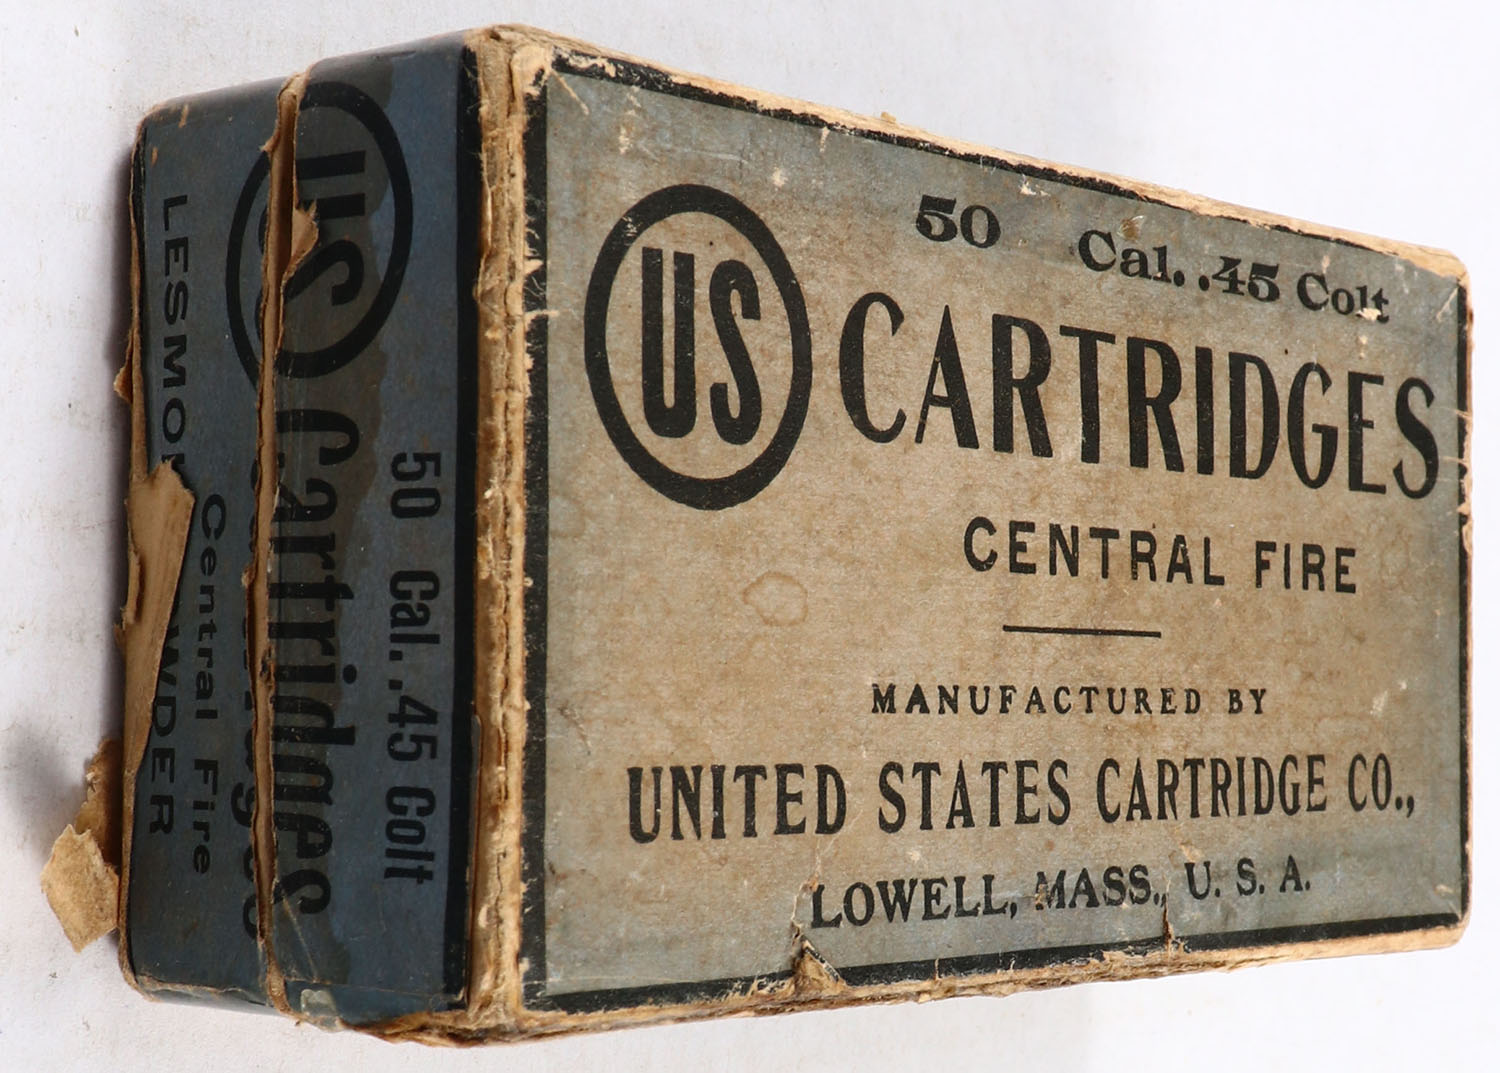 50 Cal. .45 Colt
US CARTRIDGES
CENTRAL FIRE
MANUFACTURED BY
UNITED STATES CARTRIDGE CO.,
LOWELL, MASS., U. S. A.
50 Cal. .45 Colt
US Cartridges
Central Fire